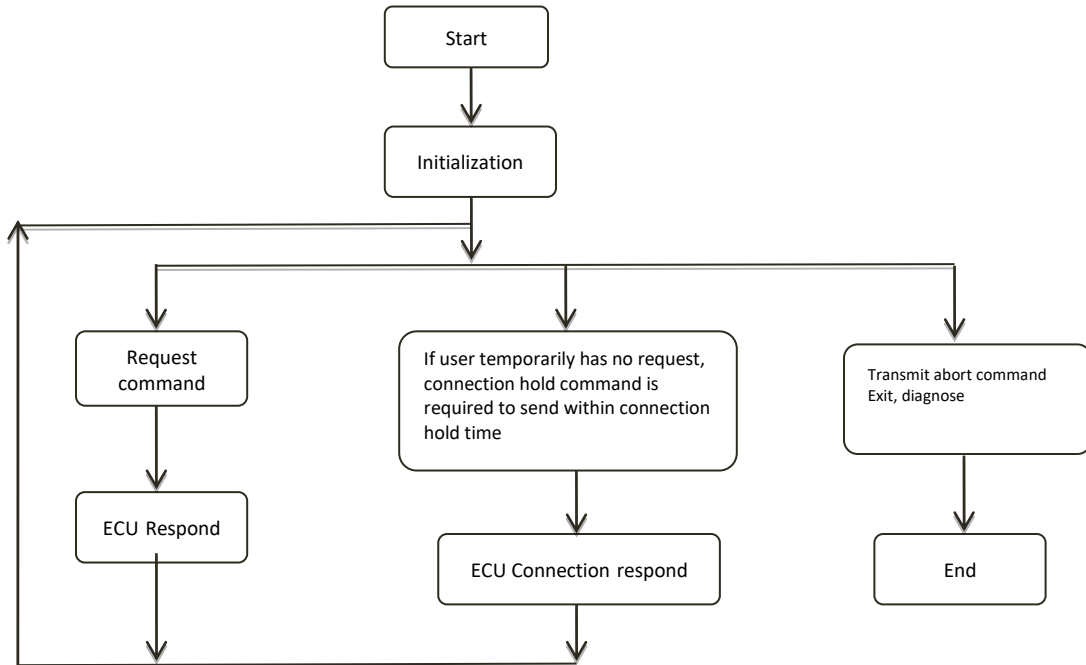 Start
Initialization
Request
command
If user temporarily has no request,
connection hold command is
required to send within connection
hold time
Transmit abort command
Exit, diagnose
ECU Respond
ECU Connection respond
End